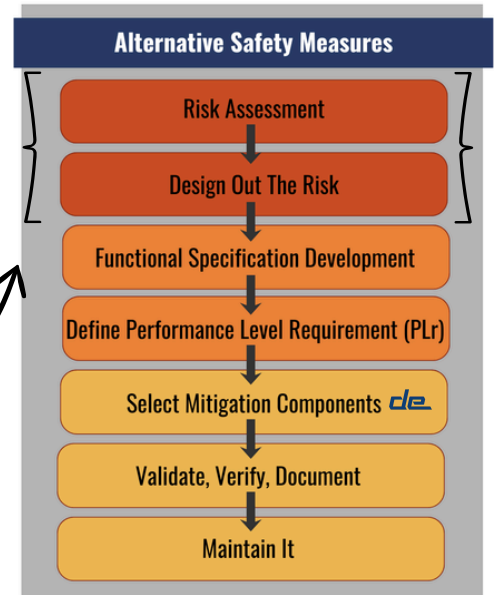 Alternative Safety Measures
Risk Assessment
Design Out The Risk
Functional Specification Development
Define Performance Level Requirement (PLr)
Select Mitigation Components de
Validate, Verify, Document
Maintain It